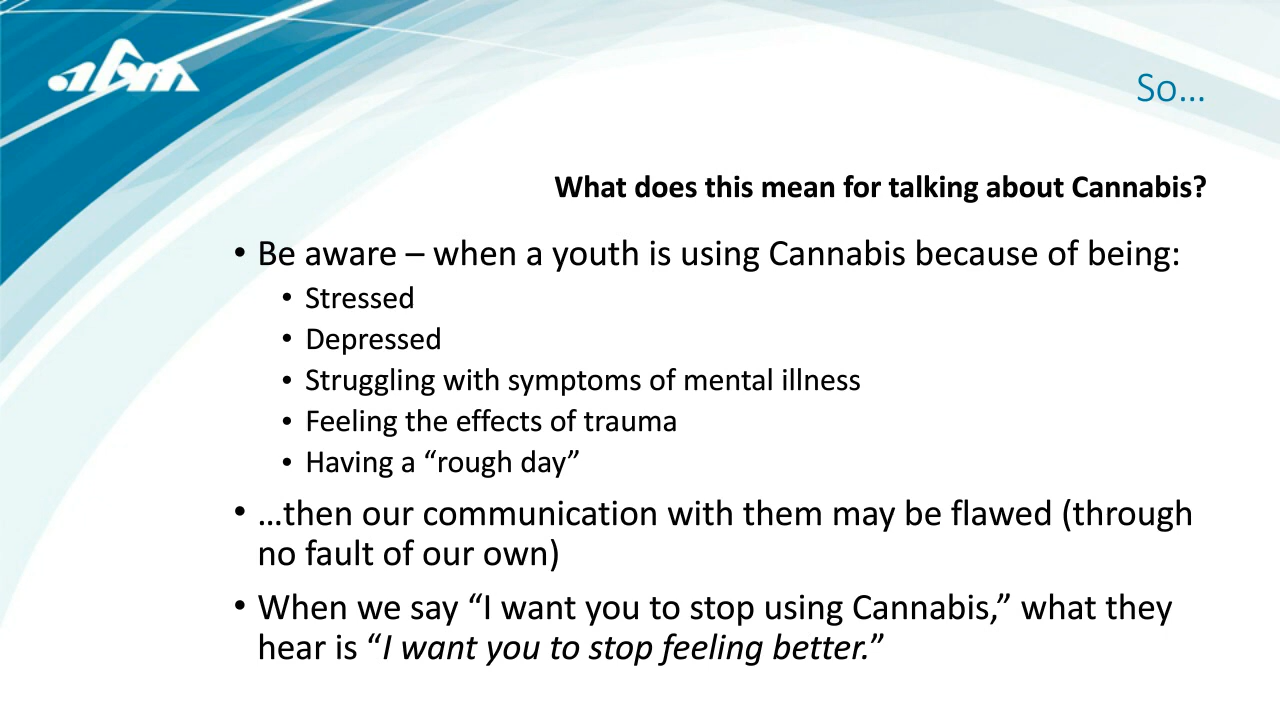 abm
So...
What does this mean for talking about Cannabis?
• Be aware – when a youth is using Cannabis because of being:
• Stressed
• Depressed
• Struggling with symptoms of mental illness
• Feeling the effects of trauma
• Having a “rough day”
• ...then our communication with them may be flawed (through
no fault of our own)
• When we say “I want you to stop using Cannabis,” what they
hear is “I want you to stop feeling better.”